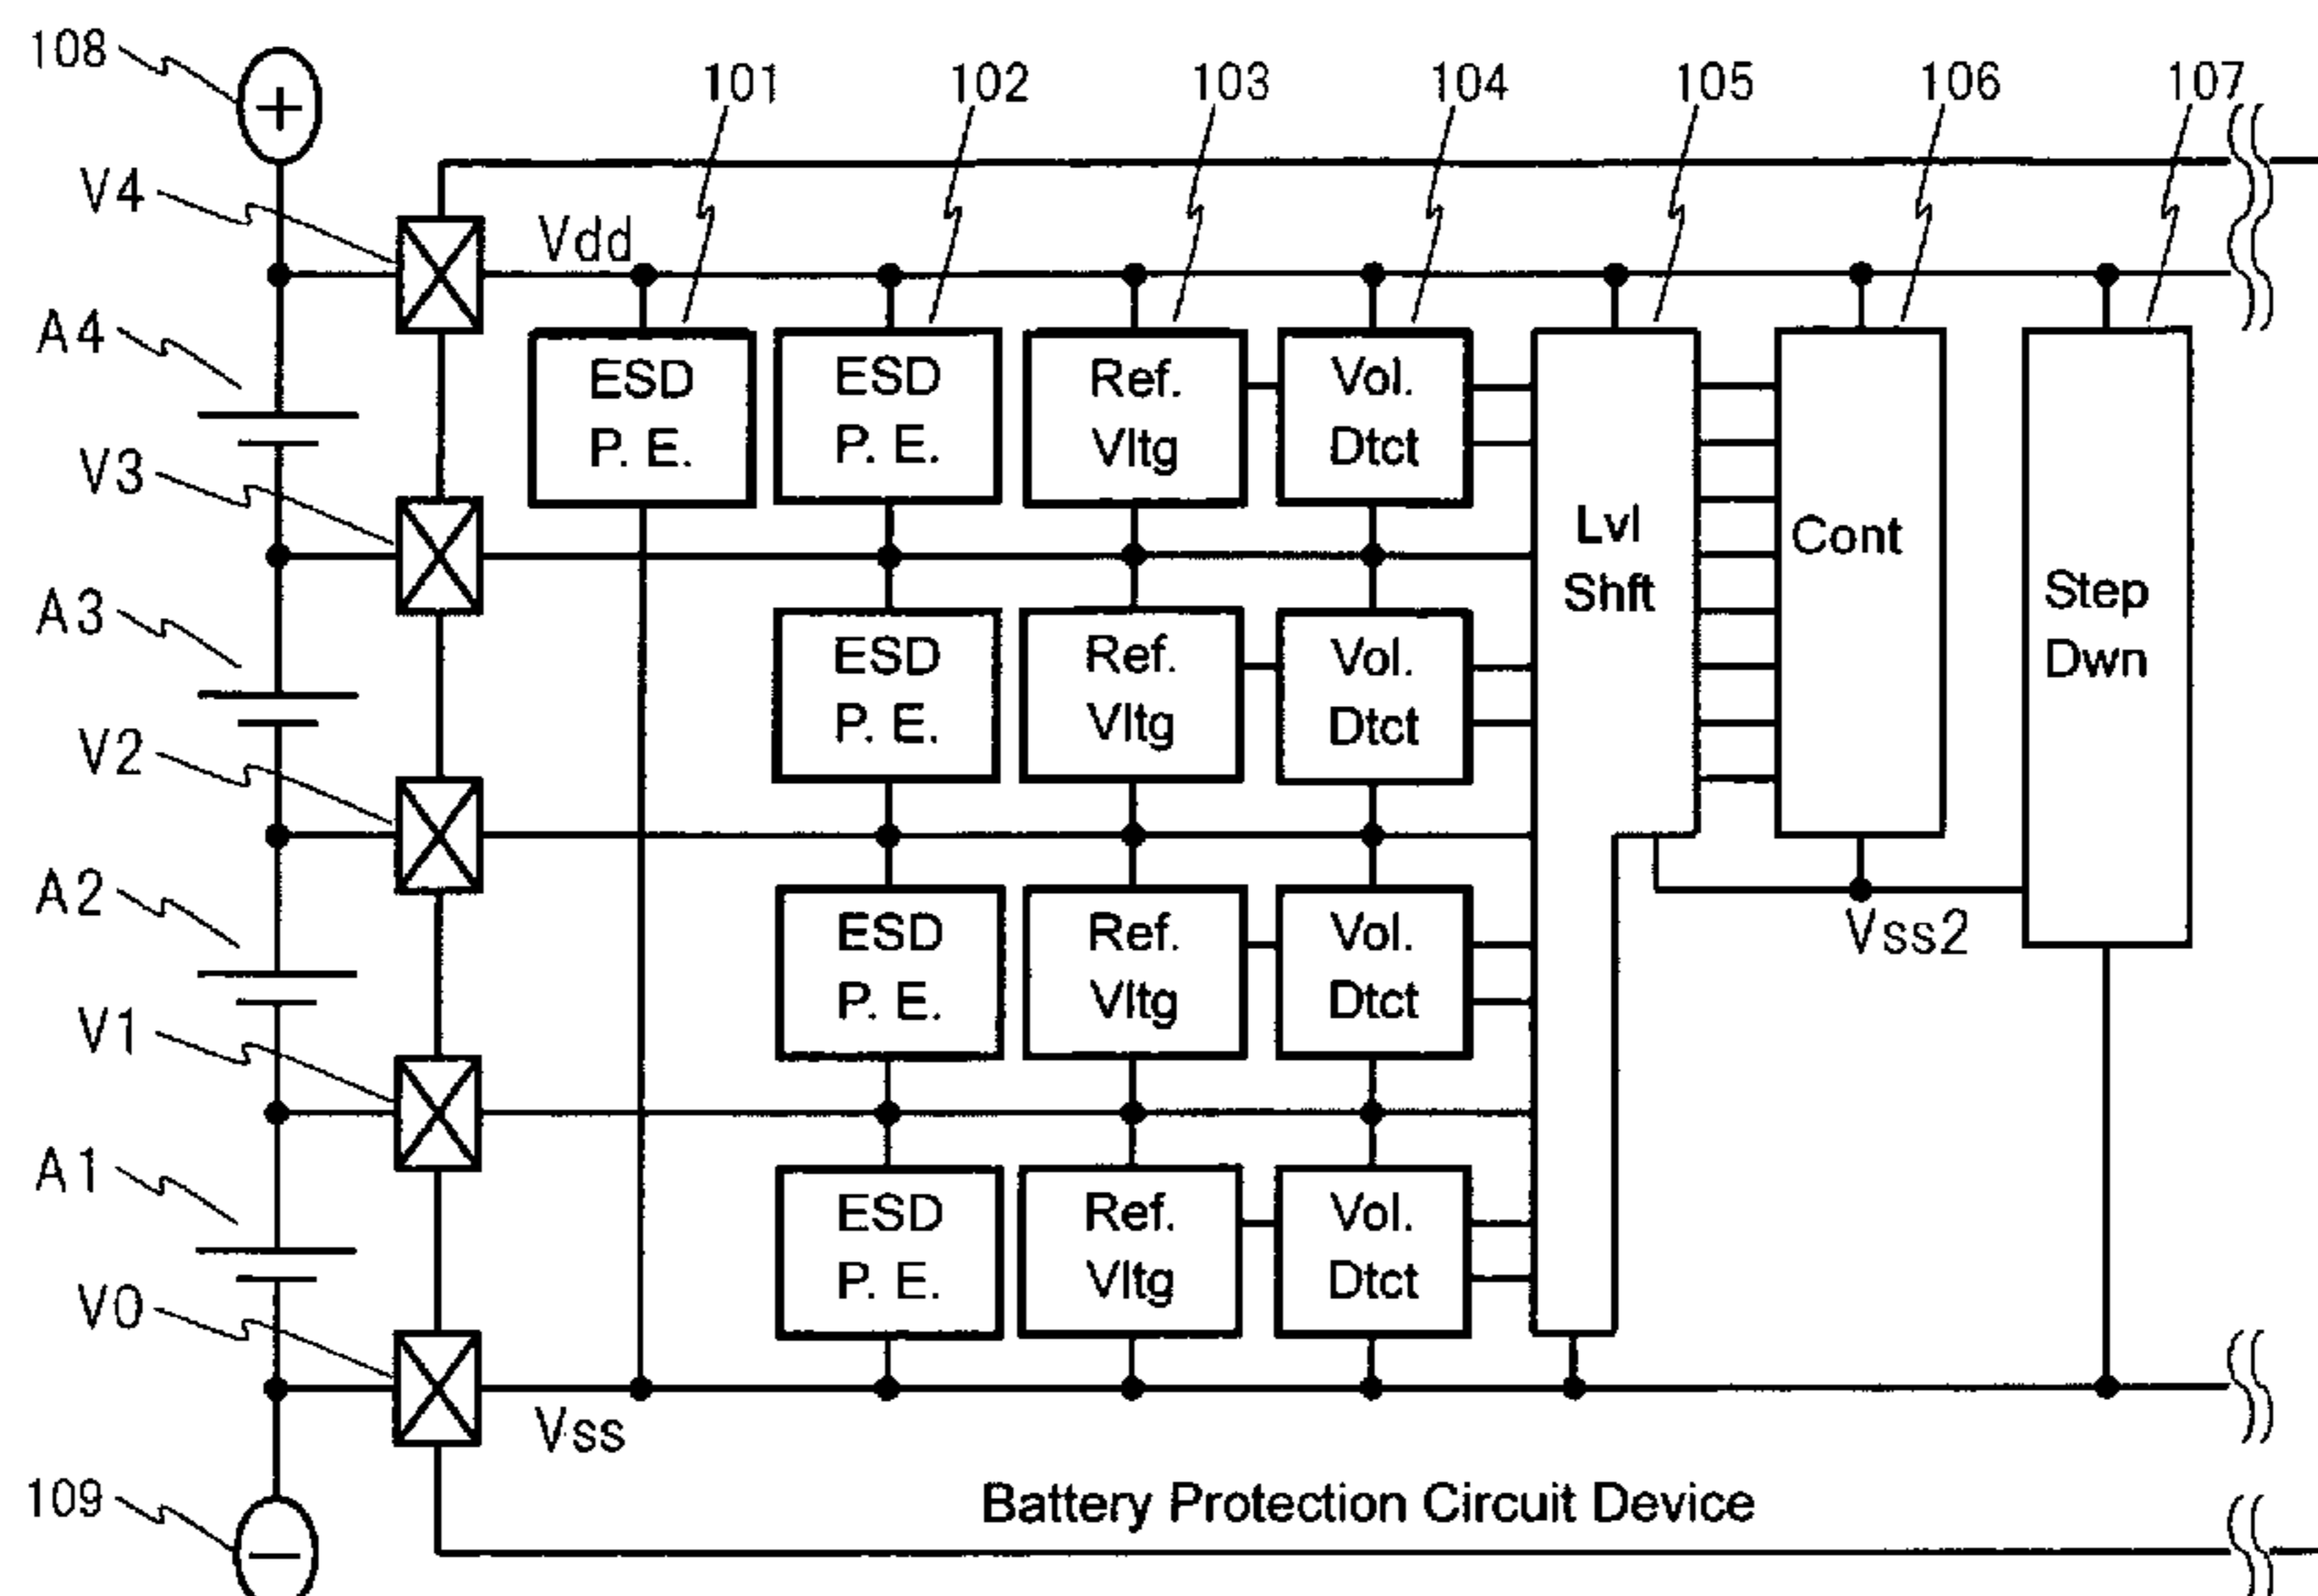 108
101 102 103 104 105 106 107
V4
Vdd
A4
ESD
P. E.
ESD
P. E.
Ref.
Vltg
Vol.
Dtct
Lvl
Shft
Cont
Step
Dwn
V3
A3
ESD
P. E.
Ref.
Vltg
Vol.
Dtct
V2
A2
ESD
P. E.
Ref.
Vltg
Vol.
Dtct
Vss2
V1
A1
ESD
P. E.
Ref.
Vltg
Vol.
Dtct
V0
Vss
109
Battery Protection Circuit Device